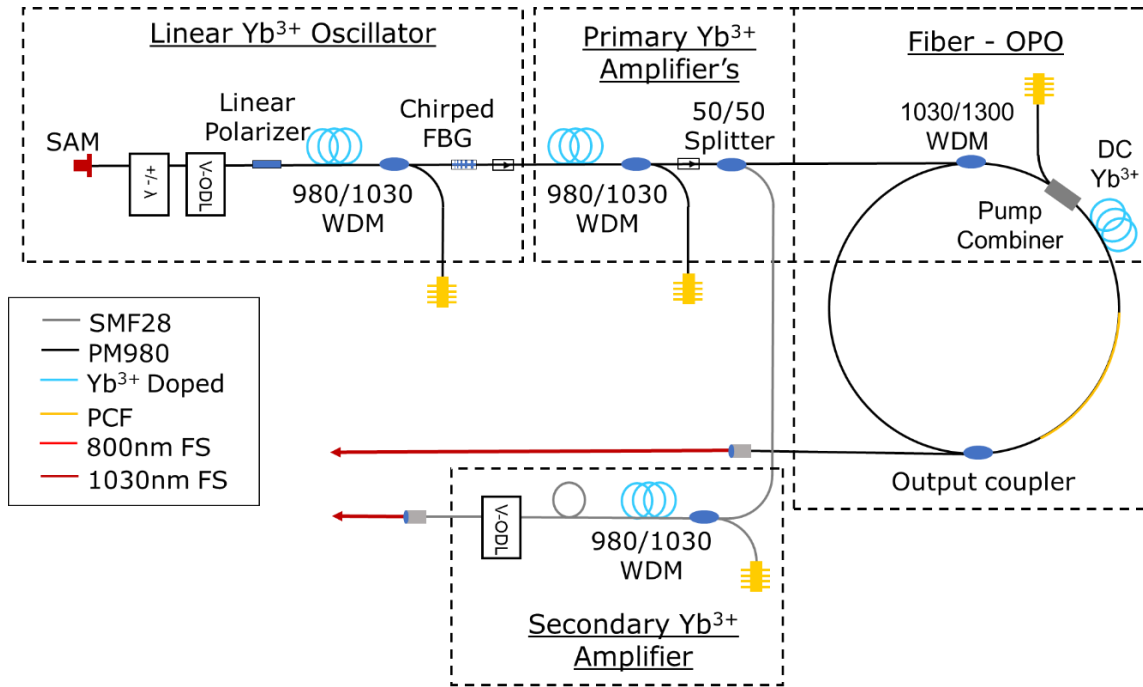 Linear Yb³⁺ Oscillator
Primary Yb³⁺
Amplifier's
Fiber - OPO
SAM
+/- λ
V-ODL
Linear
Polarizer
980/1030
WDM
Chirped
FBG
980/1030
WDM
50/50
Splitter
1030/1300
WDM
DC
Yb³⁺
Pump
Combiner
SMF28
PM980
Yb³⁺ Doped
PCF
800nm FS
1030nm FS
Output coupler
V-ODL
980/1030
WDM
Secondary Yb³⁺
Amplifier